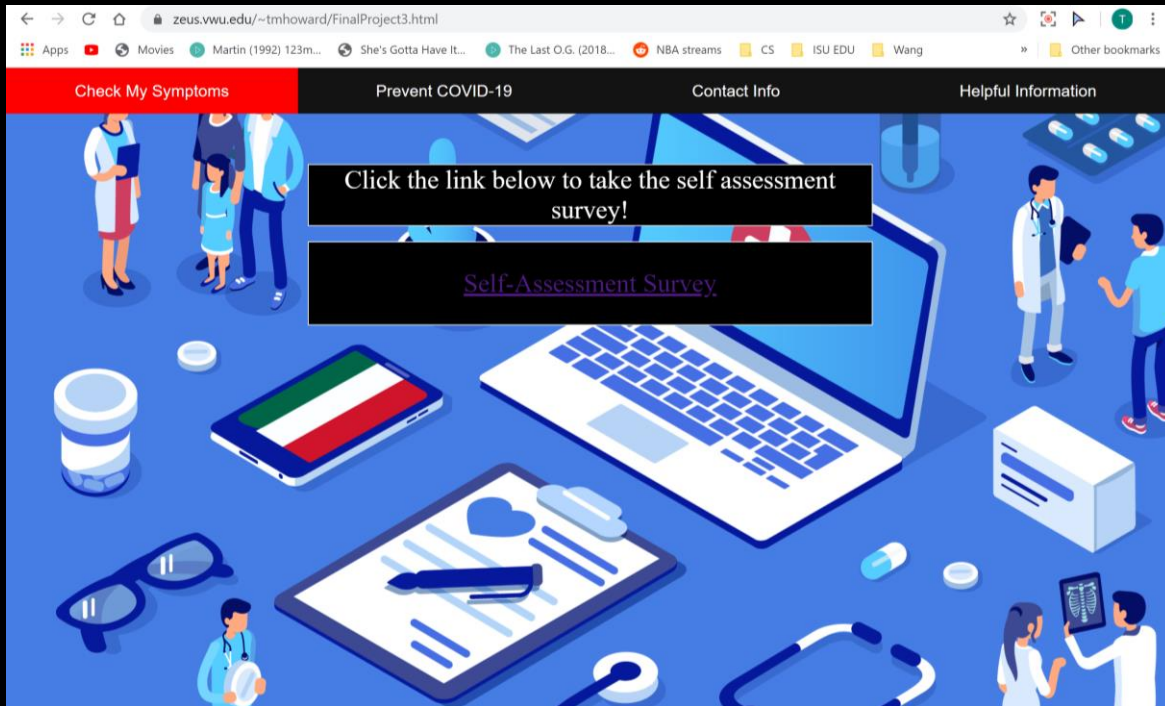 zeus.vwu.edu/~tmhoward/FinalProject3.html
T
Apps Movies Martin (1992) 123m... She's Gotta Have It... The Last O.G. (2018... NBA streams CS ISU EDU Wang » Other bookmarks
Check My Symptoms Prevent COVID-19 Contact Info Helpful Information
Click the link below to take the self assessment
survey!
Self-Assessment Survey